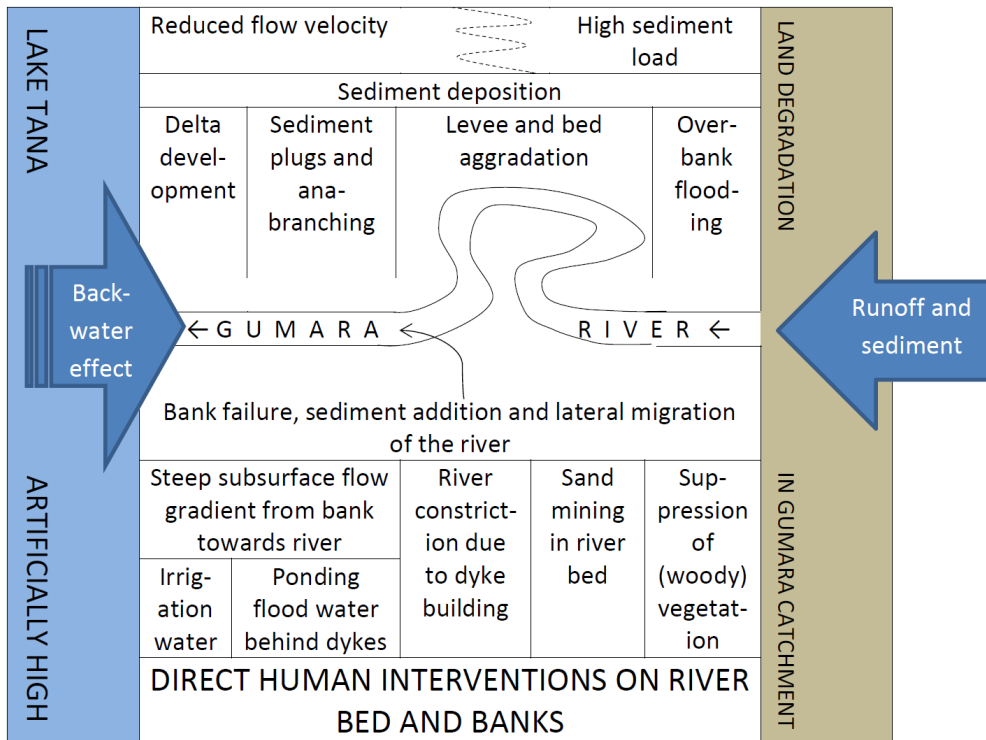 LAKE TANA
ARTIFICIALLY HIGH
Back-
water
effect
Reduced flow velocity
High sediment
load
Sediment deposition
Delta
devel-
opment
Sediment
plugs and
ana-
branching
Levee and bed
aggradation
Over-
bank
flood-
ing
←GUMARA
RIVER←
Bank failure, sediment addition and lateral migration
of the river
Steep subsurface flow
gradient from bank
towards river
Irrig-
ation
water
Ponding
flood water
behind dykes
River
constrict-
ion due
to dyke
building
Sand
mining
in river
bed
Sup-
pression
of
(woody)
vegetat-
ion
DIRECT HUMAN INTERVENTIONS ON RIVER
BED AND BANKS
LAND DEGRADATION
IN GUMARA CATCHMENT
Runoff and
sediment